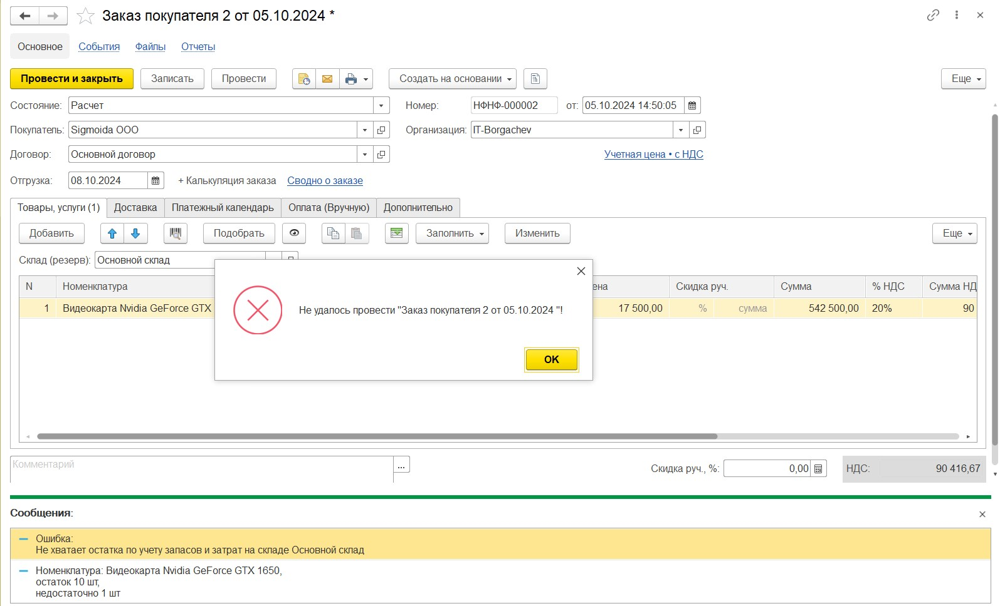 Заказ покупателя 2 от 05.10.2024 *
Основное События Файлы Отчеты
Провести и закрыть Записать Провести Создать на основании Еще
Состояние: Расчет Номер: НФНФ-000002 от: 05.10.2024 14:50:05
Покупатель: Sigmoida ООО Организация: IT-Borgachev
Договор: Основной договор Учетная цена • с НДС
Отгрузка: 08.10.2024 + Калькуляция заказа Сводно о заказе
Товары, услуги (1) Доставка Платежный календарь Оплата (Вручную) Дополнительно
Добавить Подобрать Заполнить Изменить Еще
Склад (резерв): Основной склад
N Номенклатура ена Скидка руч. Сумма % НДС Сумма НД
1 Видеокарта Nvidia GeForce GTX 17 500,00 % сумма 542 500,00 20% 90
Не удалось провести "Заказ покупателя 2 от 05.10.2024 "!
OK
Комментарий ... Скидка руч., %: 0,00 НДС: 90 416,67
Сообщения:
Ошибка:
Не хватает остатка по учету запасов и затрат на складе Основной склад
Номенклатура: Видеокарта Nvidia GeForce GTX 1650,
остаток 10 шт,
недостаточно 1 шт